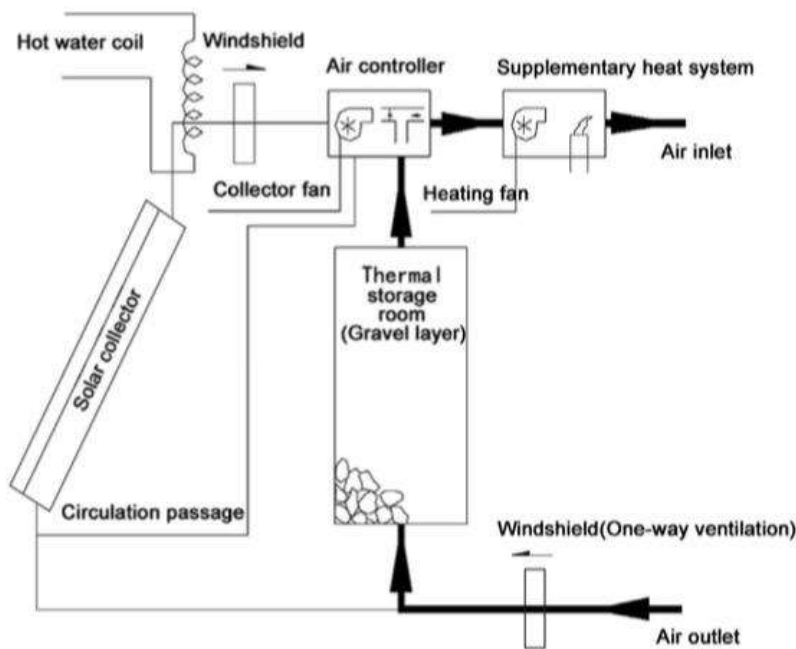 Hot water coil
Windshield
Air controller
Supplementary heat system
Air inlet
Collector fan
Heating fan
Thermal
storage
room
(Gravel layer)
Solar collector
Circulation passage
Windshield(One-way ventilation)
Air outlet